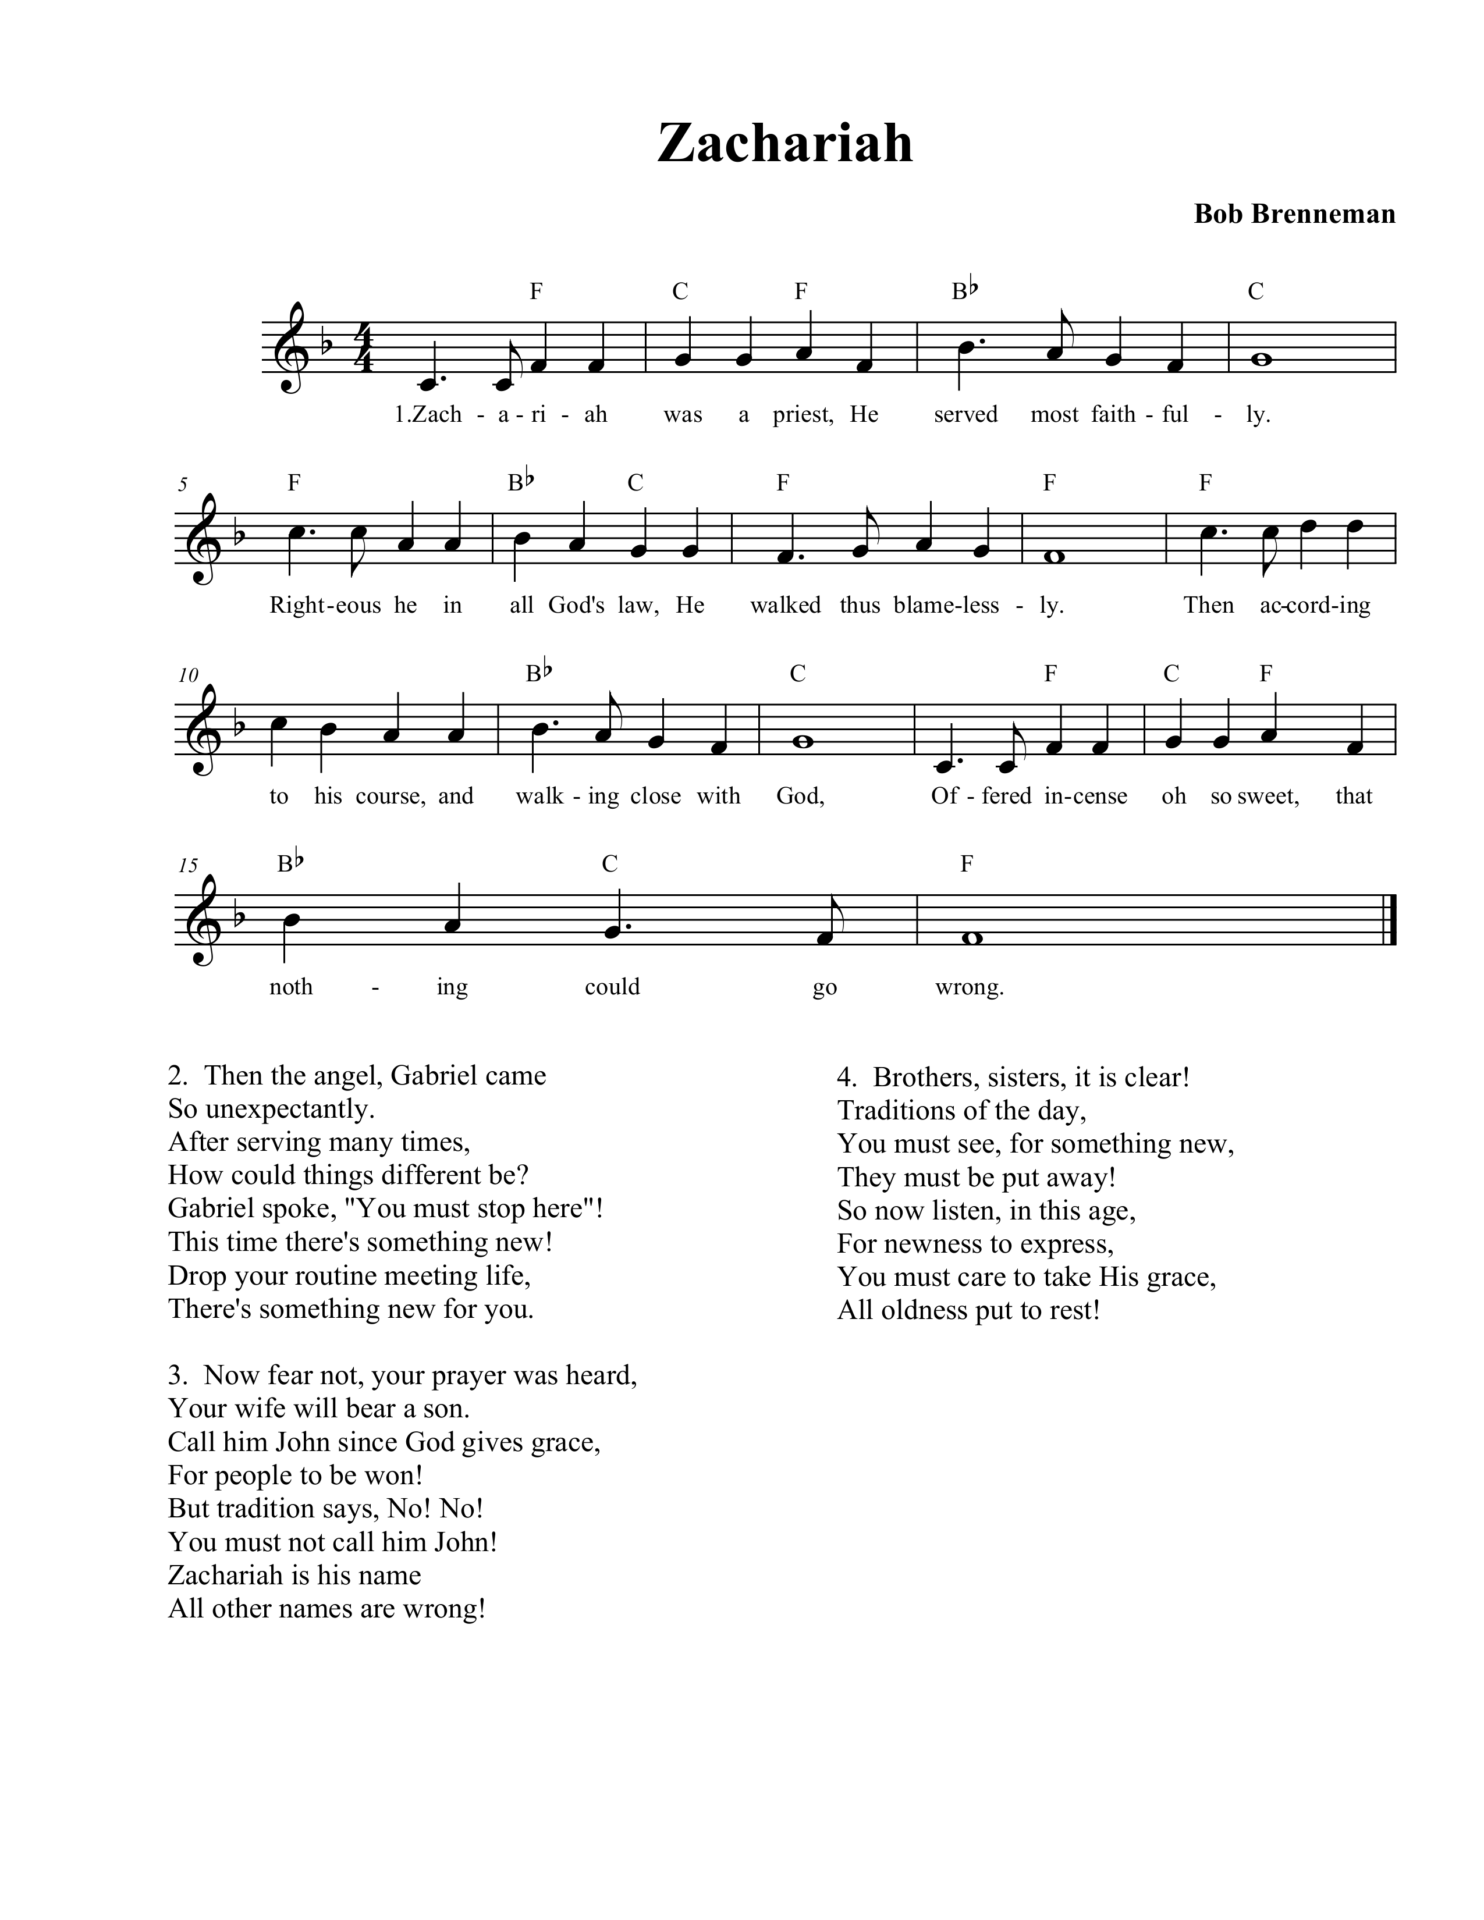 Zachariah
Bob Brenneman
F C F B♭ C
1.Zach - a - ri - ah was a priest, He served most faith - ful - ly.
5 F B♭ C F F F
Right-eous he in all God's law, He walked thus blame-less - ly. Then ac-cord-ing
10 B♭ C F C F
to his course, and walk - ing close with God, Of - fered in-cense oh so sweet, that
15 B♭ C F
noth - ing could go wrong.
2. Then the angel, Gabriel came
So unexpectantly.
After serving many times,
How could things different be?
Gabriel spoke, "You must stop here"!
This time there's something new!
Drop your routine meeting life,
There's something new for you.
3. Now fear not, your prayer was heard,
Your wife will bear a son.
Call him John since God gives grace,
For people to be won!
But tradition says, No! No!
You must not call him John!
Zachariah is his name
All other names are wrong!
4. Brothers, sisters, it is clear!
Traditions of the day,
You must see, for something new,
They must be put away!
So now listen, in this age,
For newness to express,
You must care to take His grace,
All oldness put to rest!